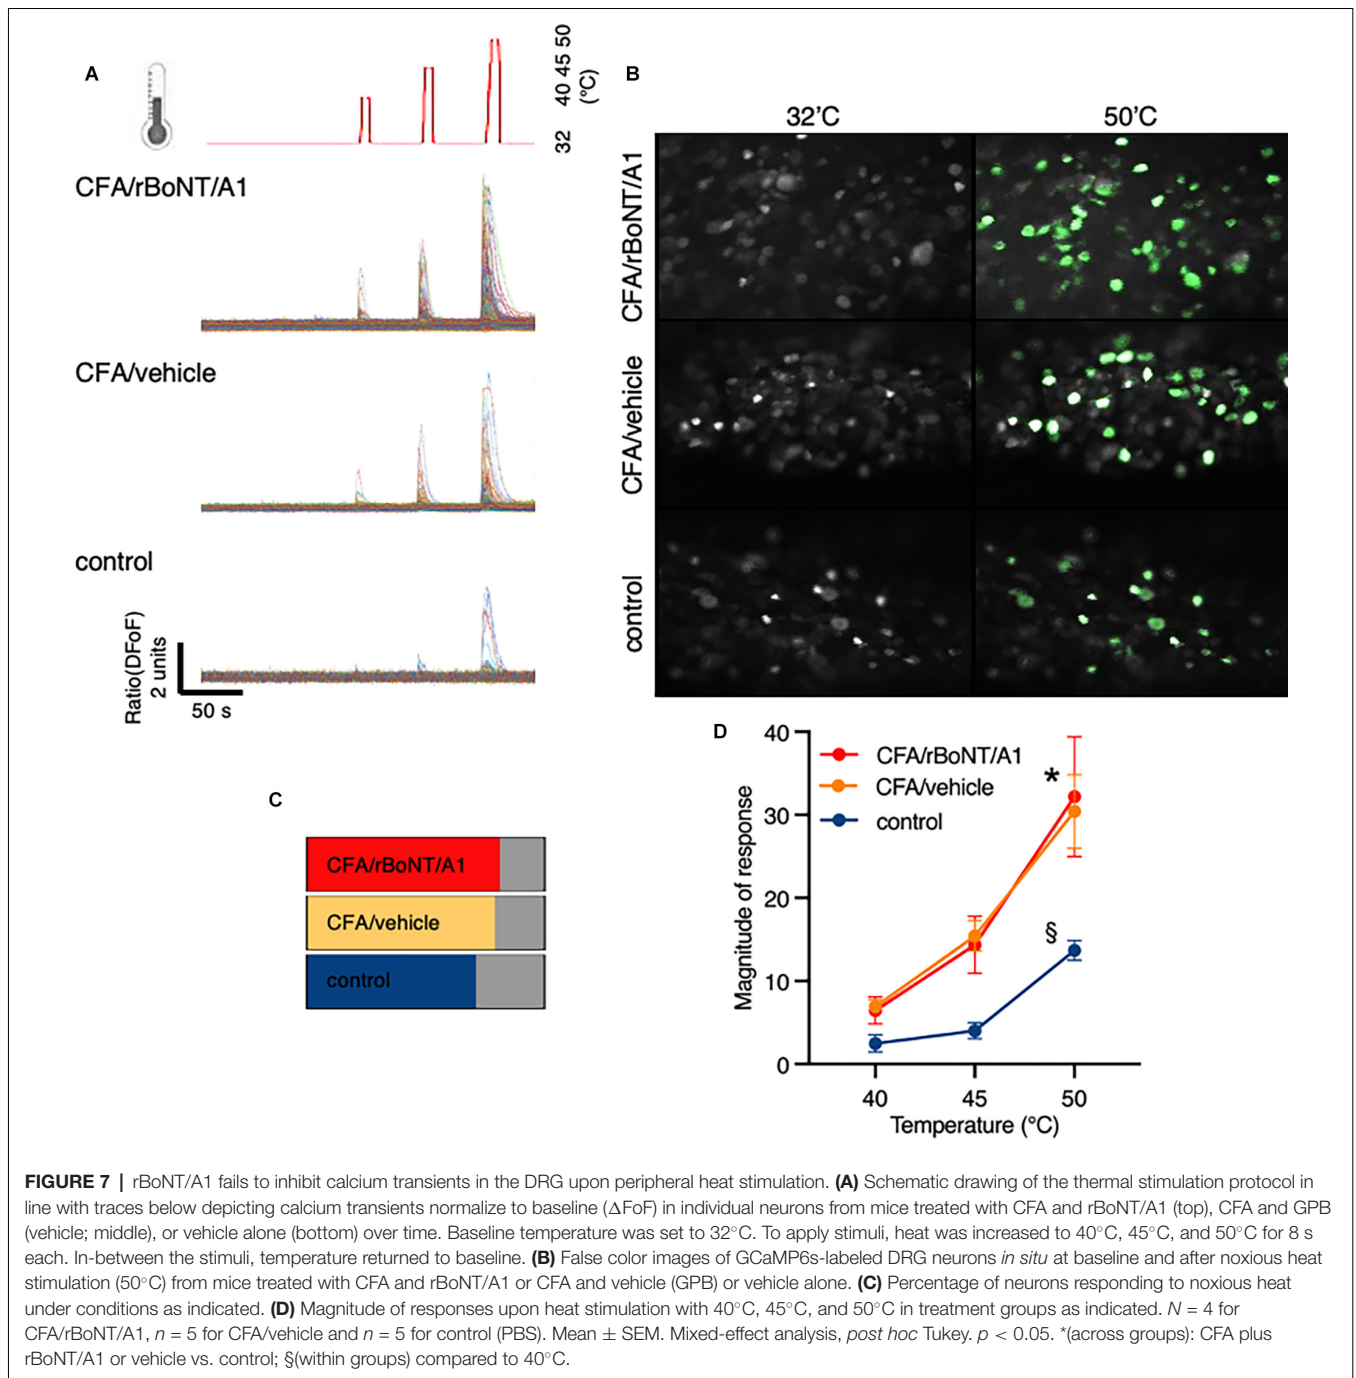 A
32 40 45 50
(°C)
CFA/rBoNT/A1
CFA/vehicle
control
Ratio(DFoF)
2 units
50 s
B
32'C
50'C
CFA/rBoNT/A1
CFA/vehicle
control
C
CFA/rBoNT/A1
CFA/vehicle
control
D
CFA/rBoNT/A1
CFA/vehicle
control
*
§
Magnitude of response
40
30
20
10
0
40 45 50
Temperature (°C)
FIGURE 7 | rBoNT/A1 fails to inhibit calcium transients in the DRG upon peripheral heat stimulation. (A) Schematic drawing of the thermal stimulation protocol in
line with traces below depicting calcium transients normalize to baseline (ΔFoF) in individual neurons from mice treated with CFA and rBoNT/A1 (top), CFA and GPB
(vehicle; middle), or vehicle alone (bottom) over time. Baseline temperature was set to 32°C. To apply stimuli, heat was increased to 40°C, 45°C, and 50°C for 8 s
each. In-between the stimuli, temperature returned to baseline. (B) False color images of GCaMP6s-labeled DRG neurons in situ at baseline and after noxious heat
stimulation (50°C) from mice treated with CFA and rBoNT/A1 or CFA and vehicle (GPB) or vehicle alone. (C) Percentage of neurons responding to noxious heat
under conditions as indicated. (D) Magnitude of responses upon heat stimulation with 40°C, 45°C, and 50°C in treatment groups as indicated. N = 4 for
CFA/rBoNT/A1, n = 5 for CFA/vehicle and n = 5 for control (PBS). Mean ± SEM. Mixed-effect analysis, post hoc Tukey. p < 0.05. *(across groups): CFA plus
rBoNT/A1 or vehicle vs. control; §(within groups) compared to 40°C.